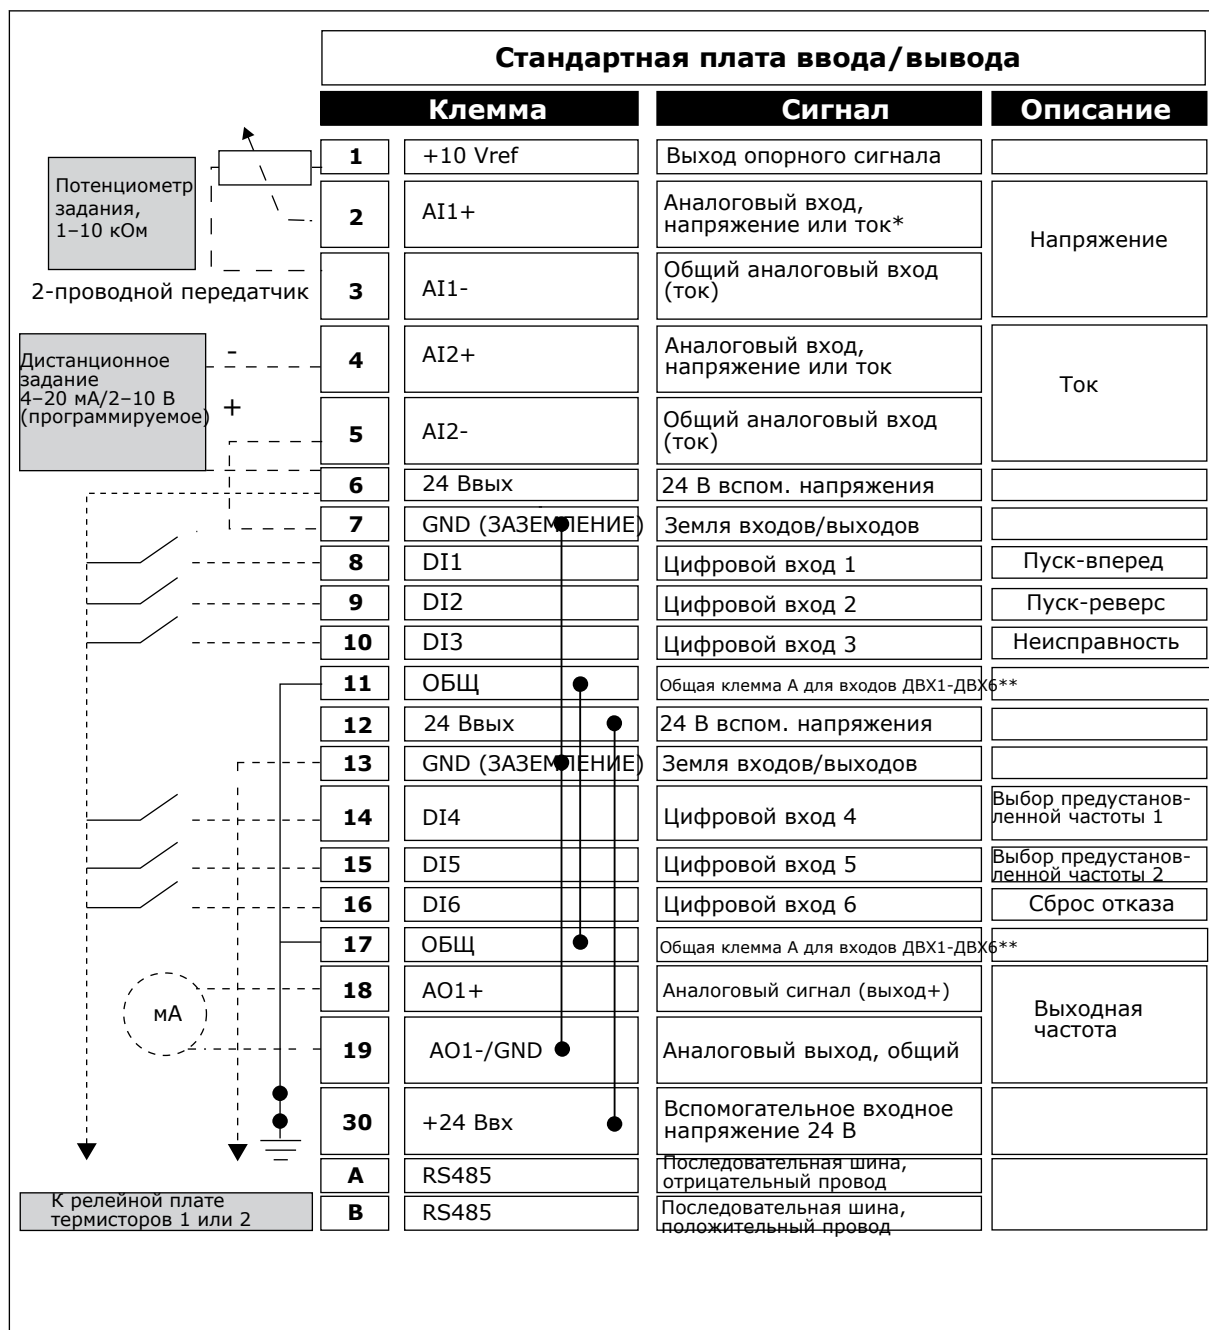 Стандартная плата ввода/вывода
Клемма Сигнал Описание
1 +10 Vref Выход опорного сигнала
Потенциометр
задания,
1–10 кОм
2 AI1+ Аналоговый вход,
напряжение или ток*
Напряжение
3 AI1- Общий аналоговый вход
(ток)
2-проводной передатчик
Дистанционное
задание
4–20 мА/2–10 В
(программируемое)
-
+
4 AI2+ Аналоговый вход,
напряжение или ток
Ток
5 AI2- Общий аналоговый вход
(ток)
6 24 Ввых 24 В вспом. напряжения
7 GND (ЗАЗЕМЛЕНИЕ) Земля входов/выходов
8 DI1 Цифровой вход 1 Пуск-вперед
9 DI2 Цифровой вход 2 Пуск-реверс
10 DI3 Цифровой вход 3 Неисправность
11 ОБЩ Общая клемма А для входов ДВХ1-ДВХ6**
12 24 Ввых 24 В вспом. напряжения
13 GND (ЗАЗЕМЛЕНИЕ) Земля входов/выходов
14 DI4 Цифровой вход 4 Выбор предустанов-
ленной частоты 1
15 DI5 Цифровой вход 5 Выбор предустанов-
ленной частоты 2
16 DI6 Цифровой вход 6 Сброс отказа
17 ОБЩ Общая клемма А для входов ДВХ1-ДВХ6**
18 AO1+ Аналоговый сигнал (выход+)
мА
Выходная
частота
19 AO1-/GND Аналоговый выход, общий
30 +24 Ввх Вспомогательное входное
напряжение 24 В
A RS485 Последовательная шина,
отрицательный провод
B RS485 Последовательная шина,
положительный провод
К релейной плате
термисторов 1 или 2